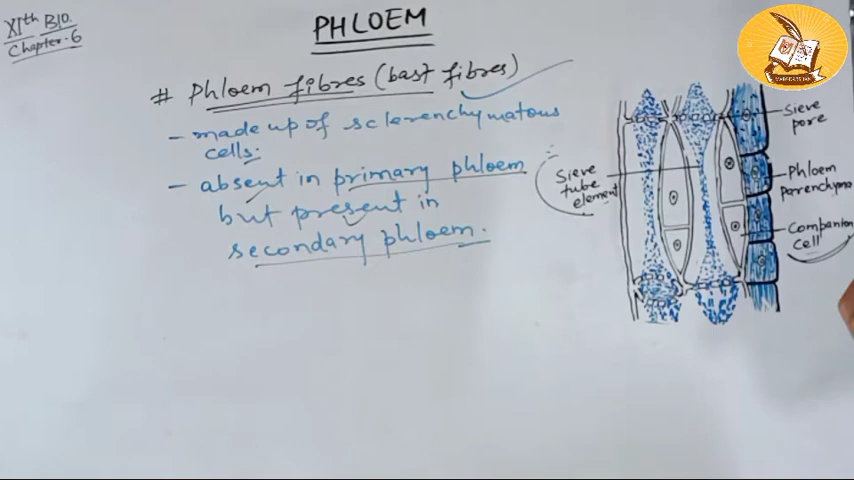 XIth BIO.
Chapter-6
PHLOEM
# Phloem fibres (bast fibres)
- made up of sclerenchymatous
cells.
- absent in primary phloem
but present in
secondary phloem.
Sieve
pore
Sieve
tube
element
Phloem
parenchyma
Companion
cell